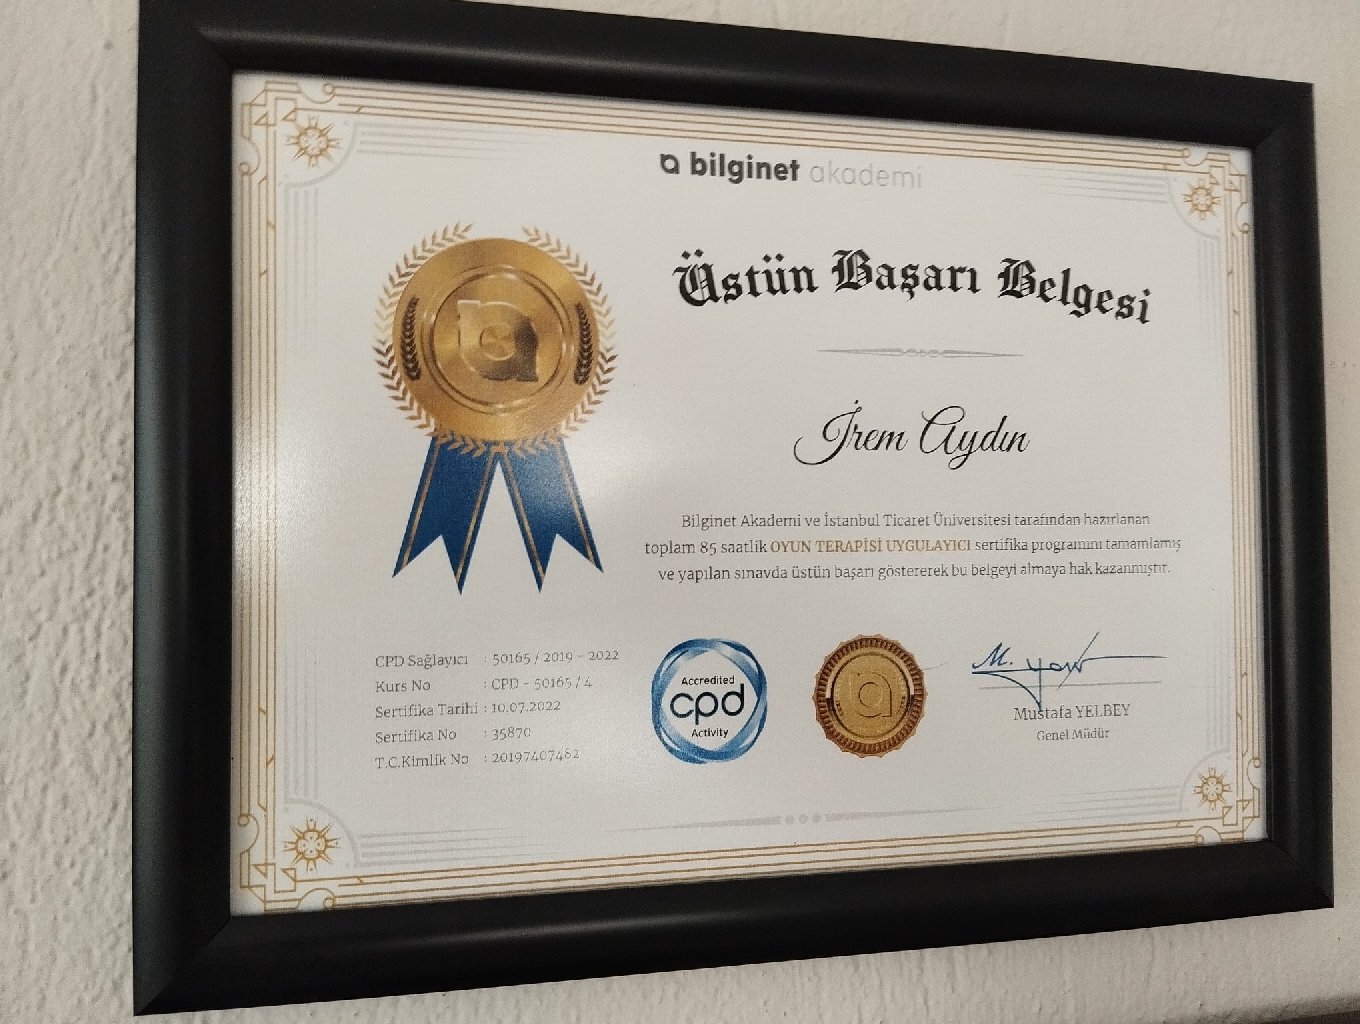 a bilginet akademi
Üstün Başarı Belgesi
İrem Aydın
Bilginet Akademi ve İstanbul Ticaret Üniversitesi tarafından hazırlanan
toplam 85 saatlik OYUN TERAPİSİ UYGULAYICI sertifika programını tamamlamış
ve yapılan sınavda üstün başarı göstererek bu belgeyi almaya hak kazanmıştır.
CPD Sağlayıcı : 50165 / 2019 - 2022
Kurs No : CPD - 50165 / 4
Sertifika Tarihi : 10.07.2022
Sertifika No : 35870
T.C.Kimlik No : 20197407482
Accredited
cpd
Activity
a
Mustafa YELBEY
Genel Müdür